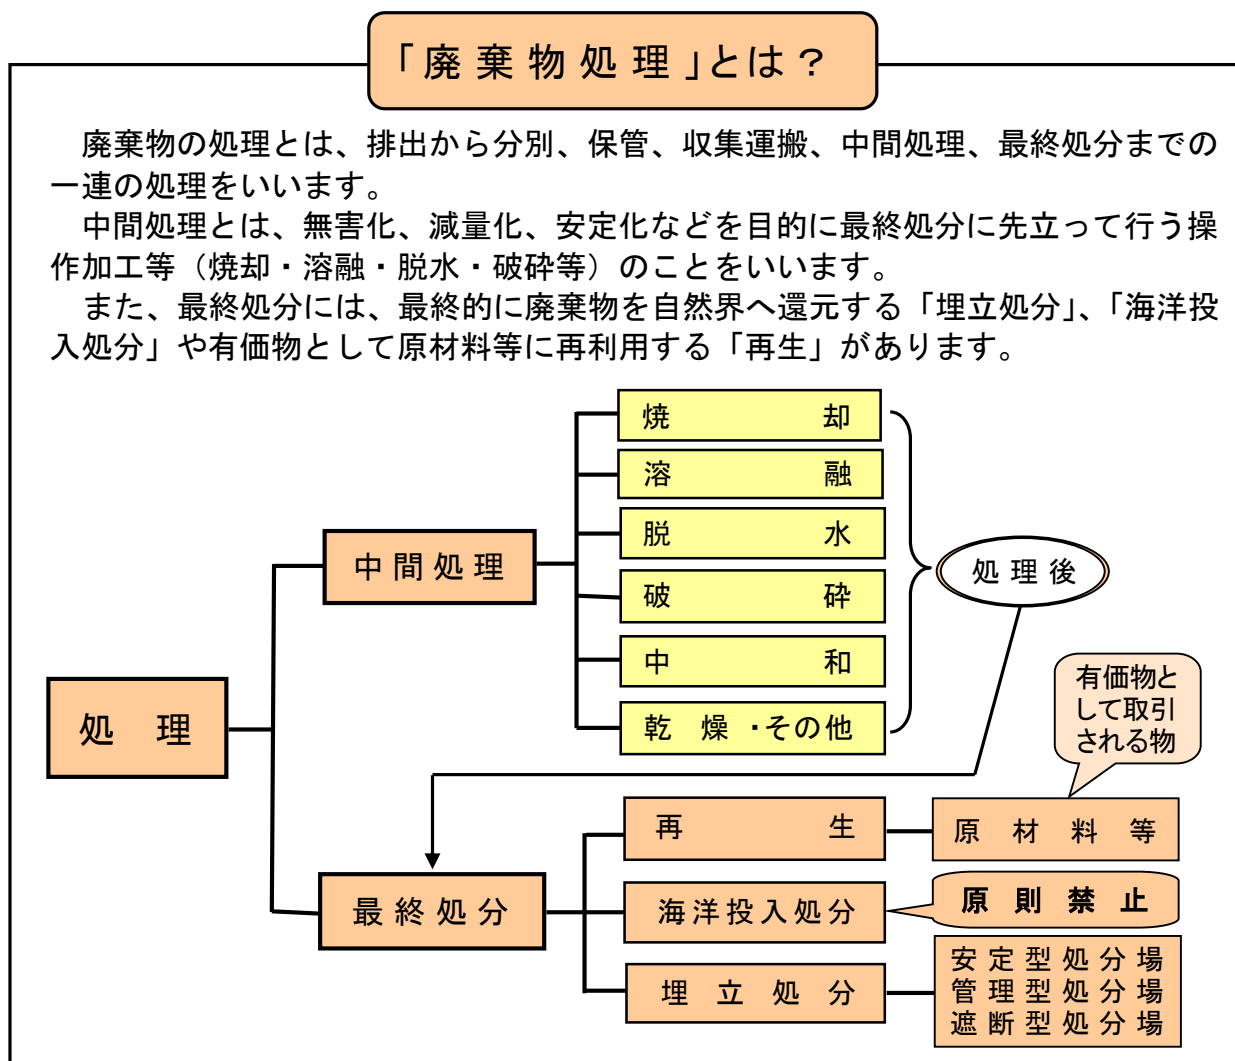 「廃棄物処理」とは？
廃棄物の処理とは、排出から分別、保管、収集運搬、中間処理、最終処分までの
一連の処理をいいます。
中間処理とは、無害化、減量化、安定化などを目的に最終処分に先立って行う操
作加工等（焼却・溶融・脱水・破砕等）のことをいいます。
また、最終処分には、最終的に廃棄物を自然界へ還元する「埋立処分」、「海洋投
入処分」や有価物として原材料等に再利用する「再生」があります。
処理
中間処理
焼却
溶融
脱水
破砕
中和
乾燥・その他
処理後
最終処分
再生
原材料等
有価物と
して取引
される物
海洋投入処分
原則禁止
埋立処分
安定型処分場
管理型処分場
遮断型処分場